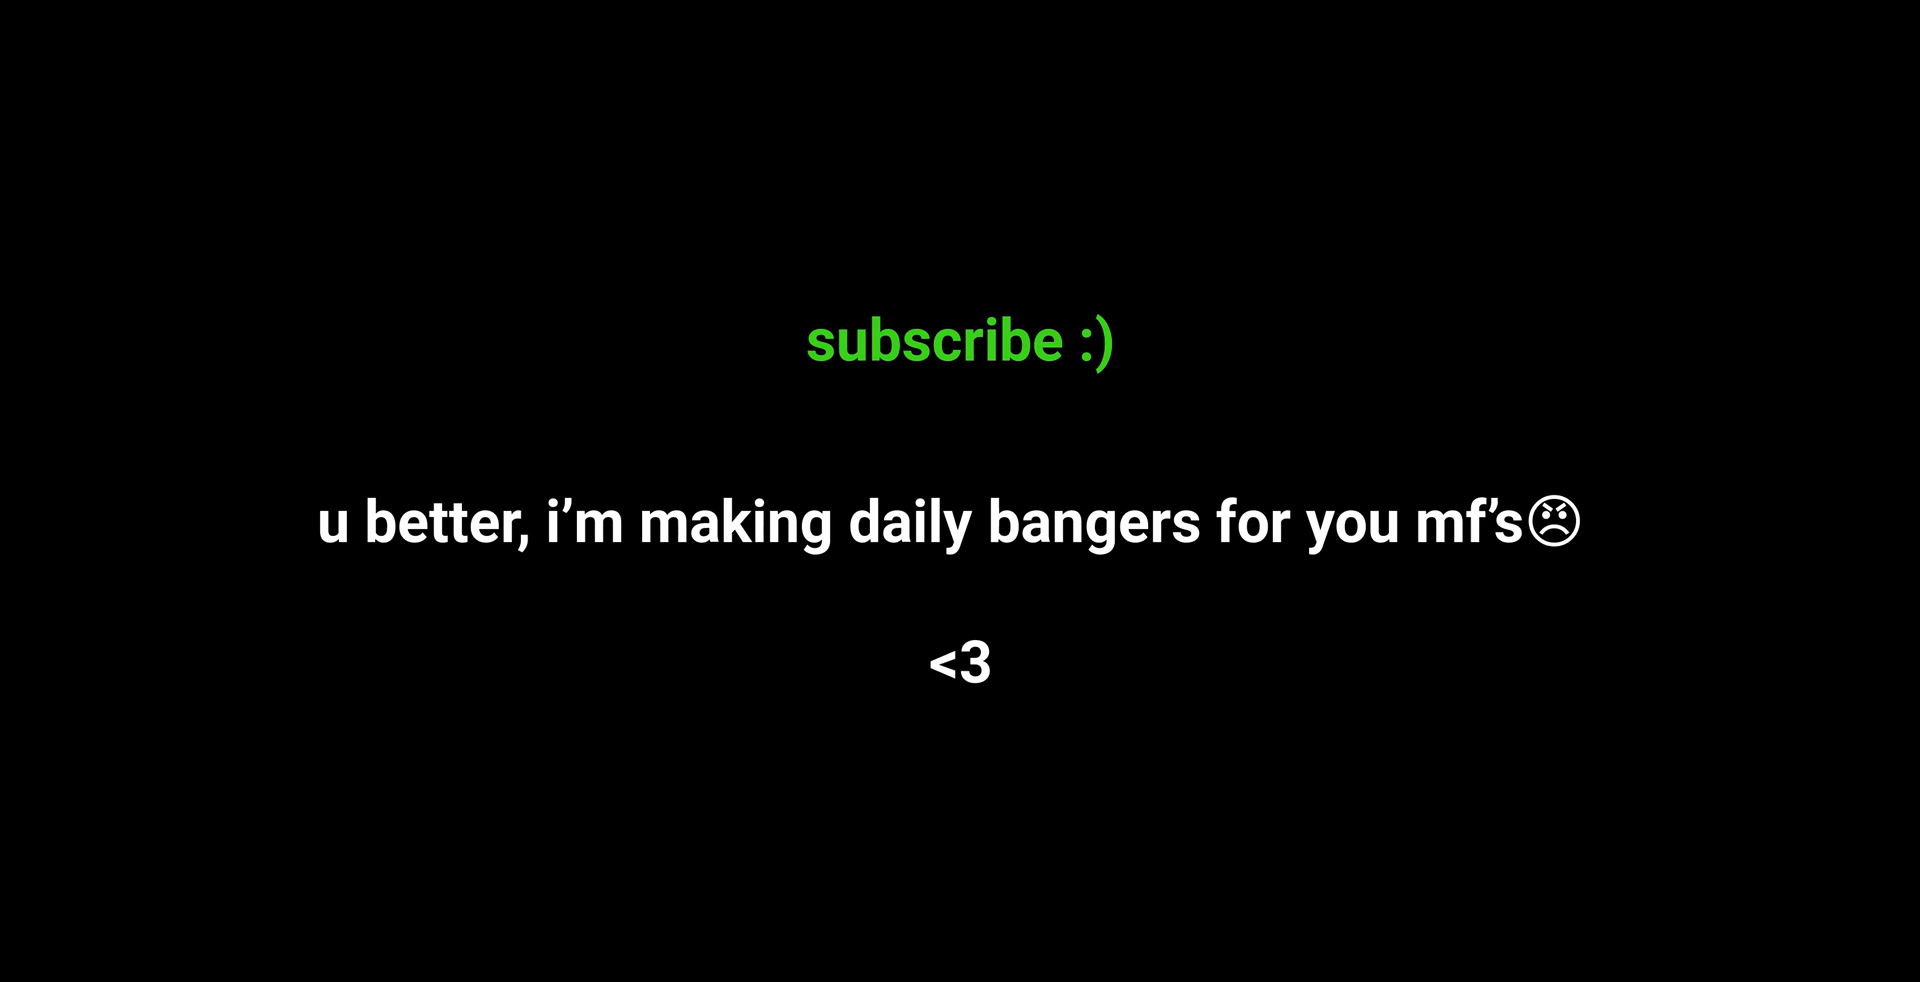 subscribe :)
u better, i’m making daily bangers for you mf’s😠
<3